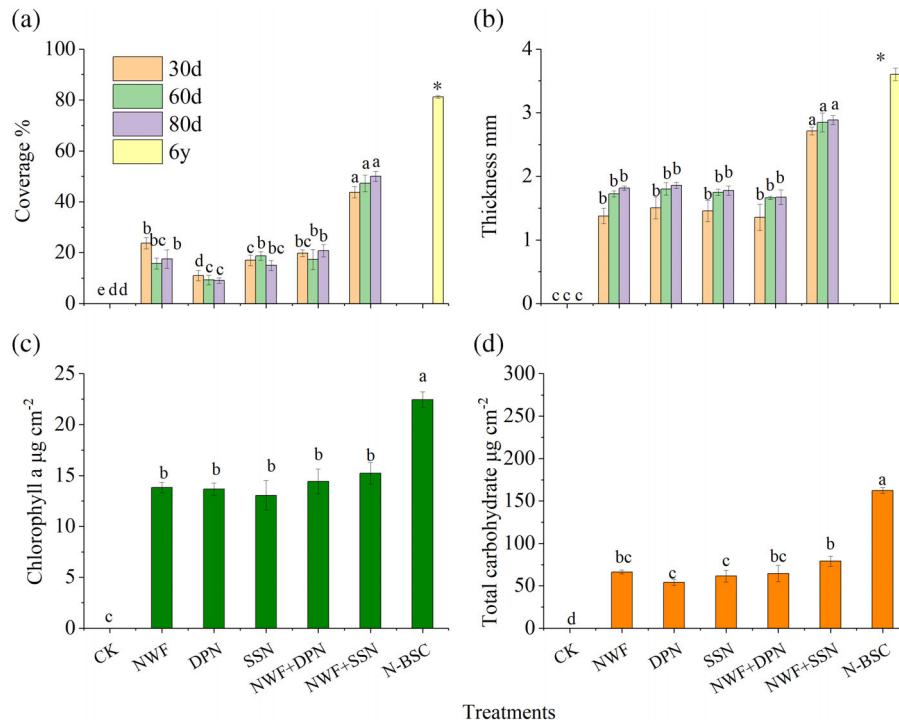 (a)
100
80
60
40
20
0
Coverage %
30d
60d
80d
6y
e d d
b bc b
d c c
c b bc
bc b b
a a a
*
(b)
4
3
2
1
0
Thickness mm
c c c
b b b
b b b
b b b
b b b
a a a
*
(c)
25
20
15
10
5
0
Chlorophyll a μg cm⁻²
c
b
b
b
b
b
a
CK
NWF
DPN
SSN
NWF+DPN
NWF+SSN
N-BSC
(d)
300
250
200
150
100
50
0
Total carbohydrate μg cm⁻²
d
bc
c
c
bc
b
a
CK
NWF
DPN
SSN
NWF+DPN
NWF+SSN
N-BSC
Treatments